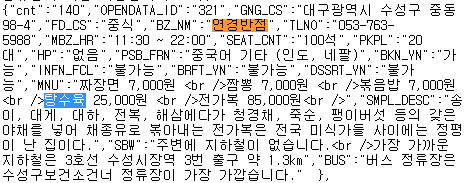 {"cnt":"140","OPENDATA_ID":"321","GNG_CS":"대구광역시 수성구 중동
98-4","FD_CS":"중식","BZ_NM":"연경반점","TLNO":"053-763-
5988","MBZ_HR":"11:30 ~ 22:00","SEAT_CNT":"100석","PKPL":"20
대","HP":"없음","PSB_FRN":"중국어 기타 (인도, 네팔)","BKN_YN":"가
능","INFN_FCL":"불가능","BRFT_YN":"불가능","DSSRT_YN":"불가
능","MNU":"짜장면 7,000원 <br />짬뽕 7,000원 <br />볶음밥 7,000원
<br />탕수육 25,000원 <br />전가복 85,000원<br />","SMPL_DESC":"송
이, 대게, 대하, 전복, 해삼에다가 청경채, 죽순, 팽이버섯 등의 갖은
야채를 넣어 채종유로 볶아내는 전가복은 전국 미식가들 사이에는 정평
이 난 집이다.","SBW":"주변에 지하철이 없습니다.<br />가장 가까운
지하철은 3호선 수성시장역 3번 출구 약 1.3km","BUS":"버스 정류장은
수성구보건소건너 정류장이 가장 가깝습니다."  },